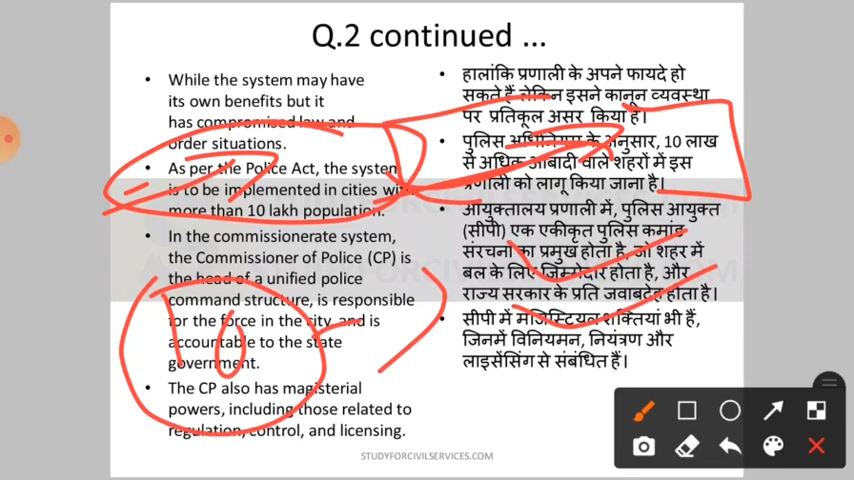 Q.2 continued ...
• While the system may have
its own benefits but it
has compromised law and
order situations.
• As per the Police Act, the system
is to be implemented in cities with
more than 10 lakh population.
• In the commissionerate system,
the Commissioner of Police (CP) is
the head of a unified police
command structure, is responsible
for the force in the city, and is
accountable to the state
government.
• The CP also has magisterial
powers, including those related to
regulation, control, and licensing.
• हालांकि प्रणाली के अपने फायदे हो
सकते हैं लेकिन इसने कानून व्यवस्था
पर प्रतिकूल असर किया है।
• पुलिस अधिनियम के अनुसार, 10 लाख
से अधिक आबादी वाले शहरों में इस
प्रणाली को लागू किया जाना है।
• आयुक्तालय प्रणाली में, पुलिस आयुक्त
(सीपी) एक एकीकृत पुलिस कमांड
संरचना का प्रमुख होता है, जो शहर में
बल के लिए जिम्मेदार होता है, और
राज्य सरकार के प्रति जवाबदेह होता है।
• सीपी में मजिस्ट्रियल शक्तियां भी हैं,
जिनमें विनियमन, नियंत्रण और
लाइसेंसिंग से संबंधित हैं।
10
STUDYFORCIVILSERVICES.COM